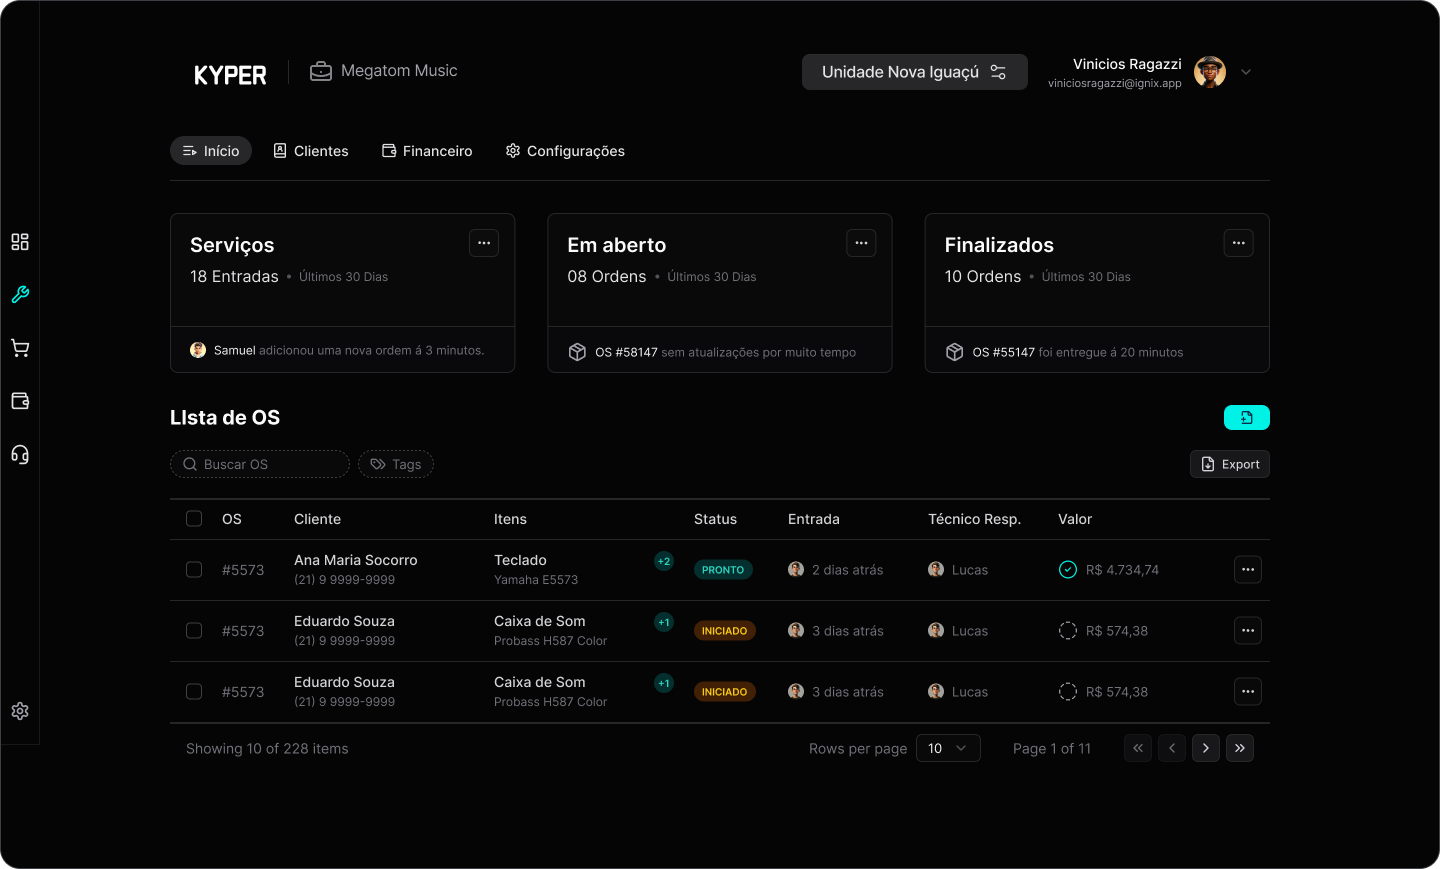 KYPER
Megatom Music
Unidade Nova Iguaçú
Vinicios Ragazzi
viniciosragazzi@ignix.app
Início Clientes Financeiro Configurações
Serviços
18 Entradas • Últimos 30 Dias
Samuel adicionou uma nova ordem á 3 minutos.
Em aberto
08 Ordens • Últimos 30 Dias
OS #58147 sem atualizações por muito tempo
Finalizados
10 Ordens • Últimos 30 Dias
OS #55147 foi entregue á 20 minutos
LIsta de OS
Buscar OS Tags Export
OS Cliente Itens Status Entrada Técnico Resp. Valor
#5573 Ana Maria Socorro Teclado +2 PRONTO 2 dias atrás Lucas R$ 4.734,74
(21) 9 9999-9999 Yamaha E5573
#5573 Eduardo Souza Caixa de Som +1 INICIADO 3 dias atrás Lucas R$ 574,38
(21) 9 9999-9999 Probass H587 Color
#5573 Eduardo Souza Caixa de Som +1 INICIADO 3 dias atrás Lucas R$ 574,38
(21) 9 9999-9999 Probass H587 Color
Showing 10 of 228 items Rows per page 10 Page 1 of 11